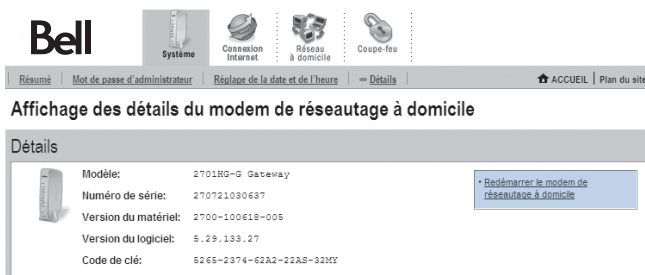 Bell
Système
Connexion
Internet
Réseau
à domicile
Coupe-feu
Résumé | Mot de passe d'administrateur | Réglage de la date et de l'heure | Détails
ACCUEIL | Plan du site
Affichage des détails du modem de réseautage à domicile
Détails
Modèle: 2701HG-G Gateway
Numéro de série: 270721030637
Version du matériel: 2700-100618-005
Version du logiciel: 5.29.133.27
Code de clé: 5265-2374-62A2-22AS-32MY
• Redémarrer le modem de
réseautage à domicile